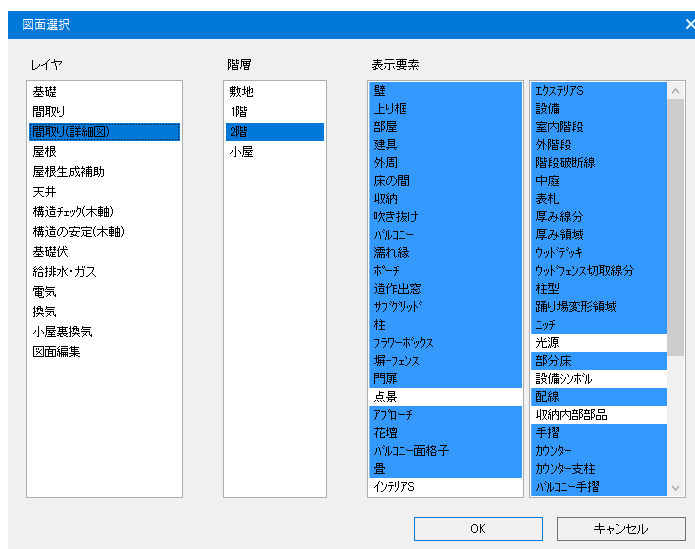 図面選択
レイヤ
基礎
間取り
間取り(詳細図)
屋根
屋根生成補助
天井
構造ﾁｪｯｸ(木軸)
構造の安定(木軸)
基礎伏
給排水・ガス
電気
換気
小屋裏換気
図面編集
階層
敷地
1階
2階
小屋
表示要素
壁
上り框
部屋
建具
外周
床の間
収納
吹き抜け
ﾊﾞﾙｺﾆｰ
濡れ縁
ﾎﾟｰﾁ
造作出窓
ｻﾌﾞｸﾞﾘｯﾄﾞ
柱
ﾌﾗﾜｰﾎﾞｯｸｽ
塀-ﾌｪﾝｽ
門扉
点景
ｱﾌﾟﾛｰﾁ
花壇
ﾊﾞﾙｺﾆｰ面格子
畳
ｲﾝﾃﾘｱS
ｴｸｽﾃﾘｱS
設備
室内階段
外階段
階段破断線
中庭
表札
厚み線分
厚み領域
ｳｯﾄﾞﾃﾞｯｷ
ｳｯﾄﾞﾌｪﾝｽ切取線分
柱型
踊り場変形領域
ﾆｯﾁ
光源
部分床
設備ｼﾝﾎﾞﾙ
配線
収納内部部品
手摺
ｶｳﾝﾀｰ
ｶｳﾝﾀｰ支柱
ﾊﾞﾙｺﾆｰ手摺
OK
キャンセル